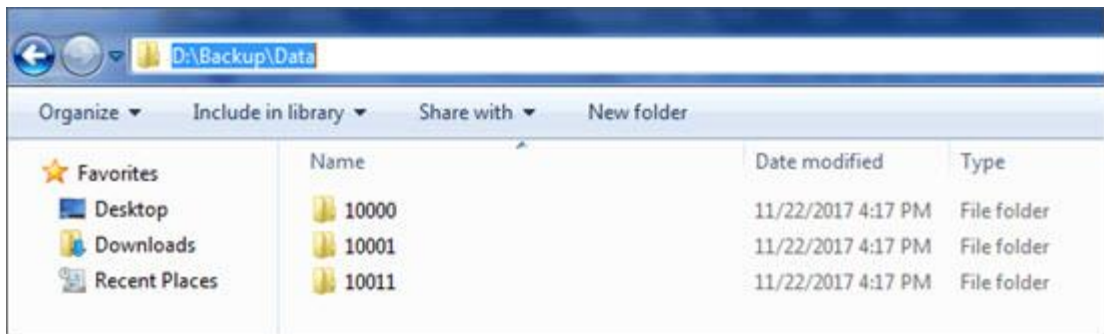 D:\Backup\Data
Organize Include in library Share with New folder
Favorites
Desktop
Downloads
Recent Places
Name Date modified Type
10000 11/22/2017 4:17 PM File folder
10001 11/22/2017 4:17 PM File folder
10011 11/22/2017 4:17 PM File folder